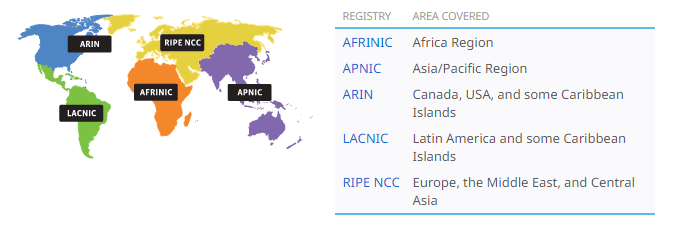 ARIN
RIPE NCC
AFRINIC
APNIC
LACNIC
REGISTRY AREA COVERED
AFRINIC Africa Region
APNIC Asia/Pacific Region
ARIN Canada, USA, and some Caribbean
Islands
LACNIC Latin America and some Caribbean
Islands
RIPE NCC Europe, the Middle East, and Central
Asia